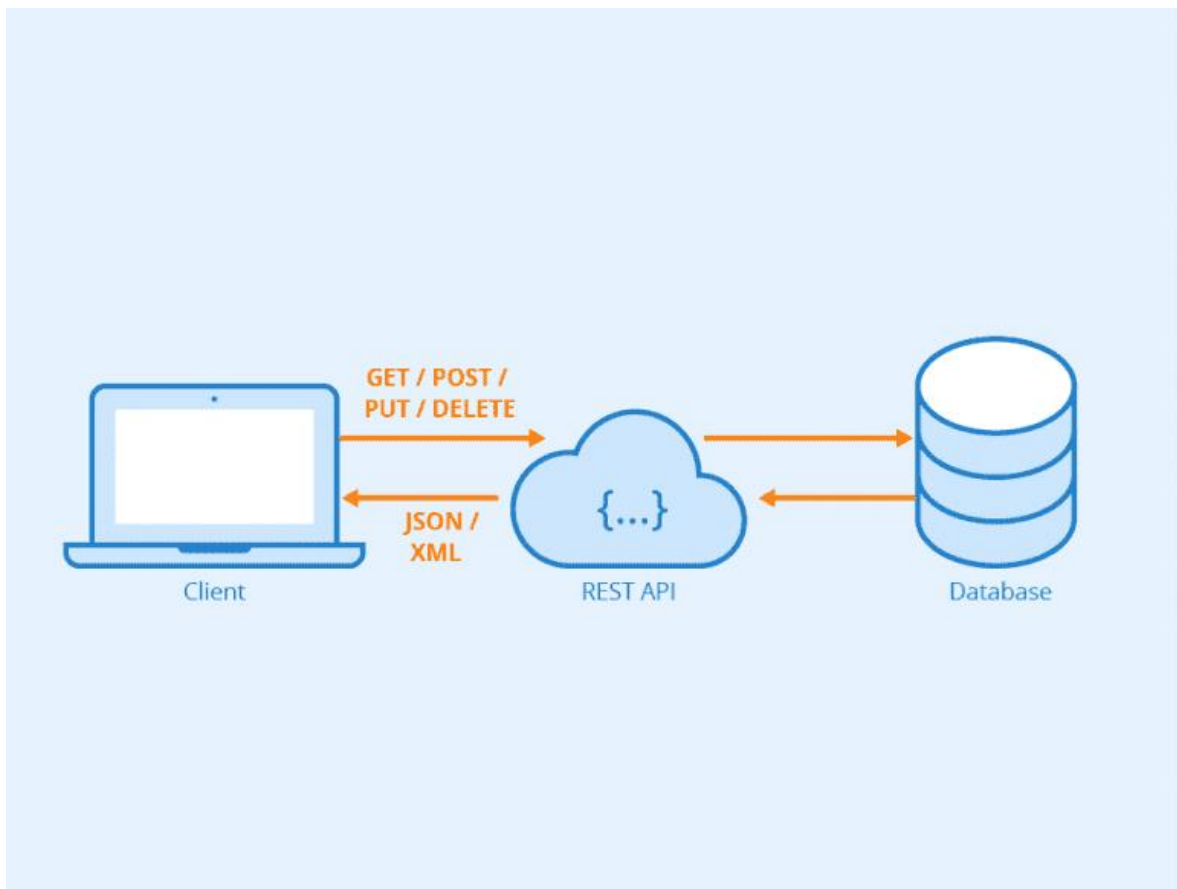 GET / POST /
PUT / DELETE
{...}
JSON /
XML
Client
REST API
Database